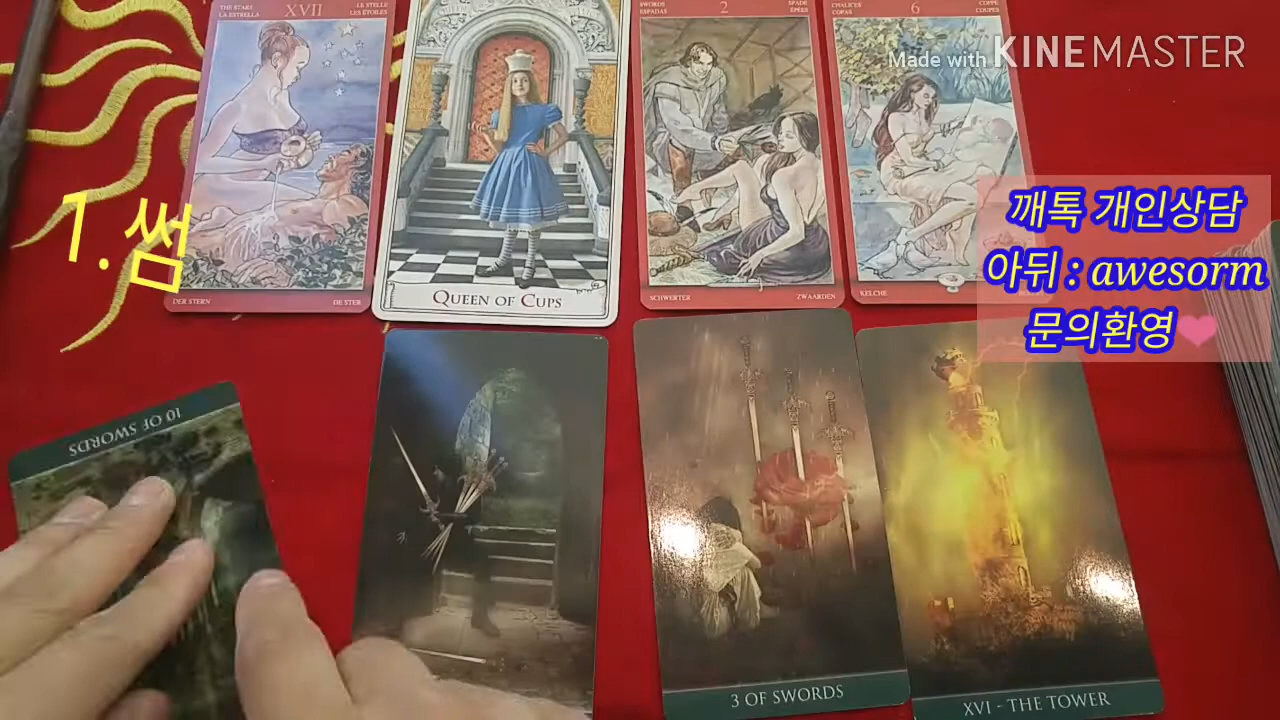 THE STARS
LA ESTRELLA
XVII
LE STELLE
LES ÉTOILES
DER STERN
DE STER
QUEEN OF CUPS
SWORDS
ESPADAS
2
SPADE
ÉPÉES
SCHWERTER
ZWAARDEN
CHALICES
COPAS
6
COPPE
COUPES
KELCHE
Made with KINEMASTER
1.썸
깨톡 개인상담
아뒤 : awesorm
문의환영
10 OF SWORDS
3 OF SWORDS
XVI - THE TOWER